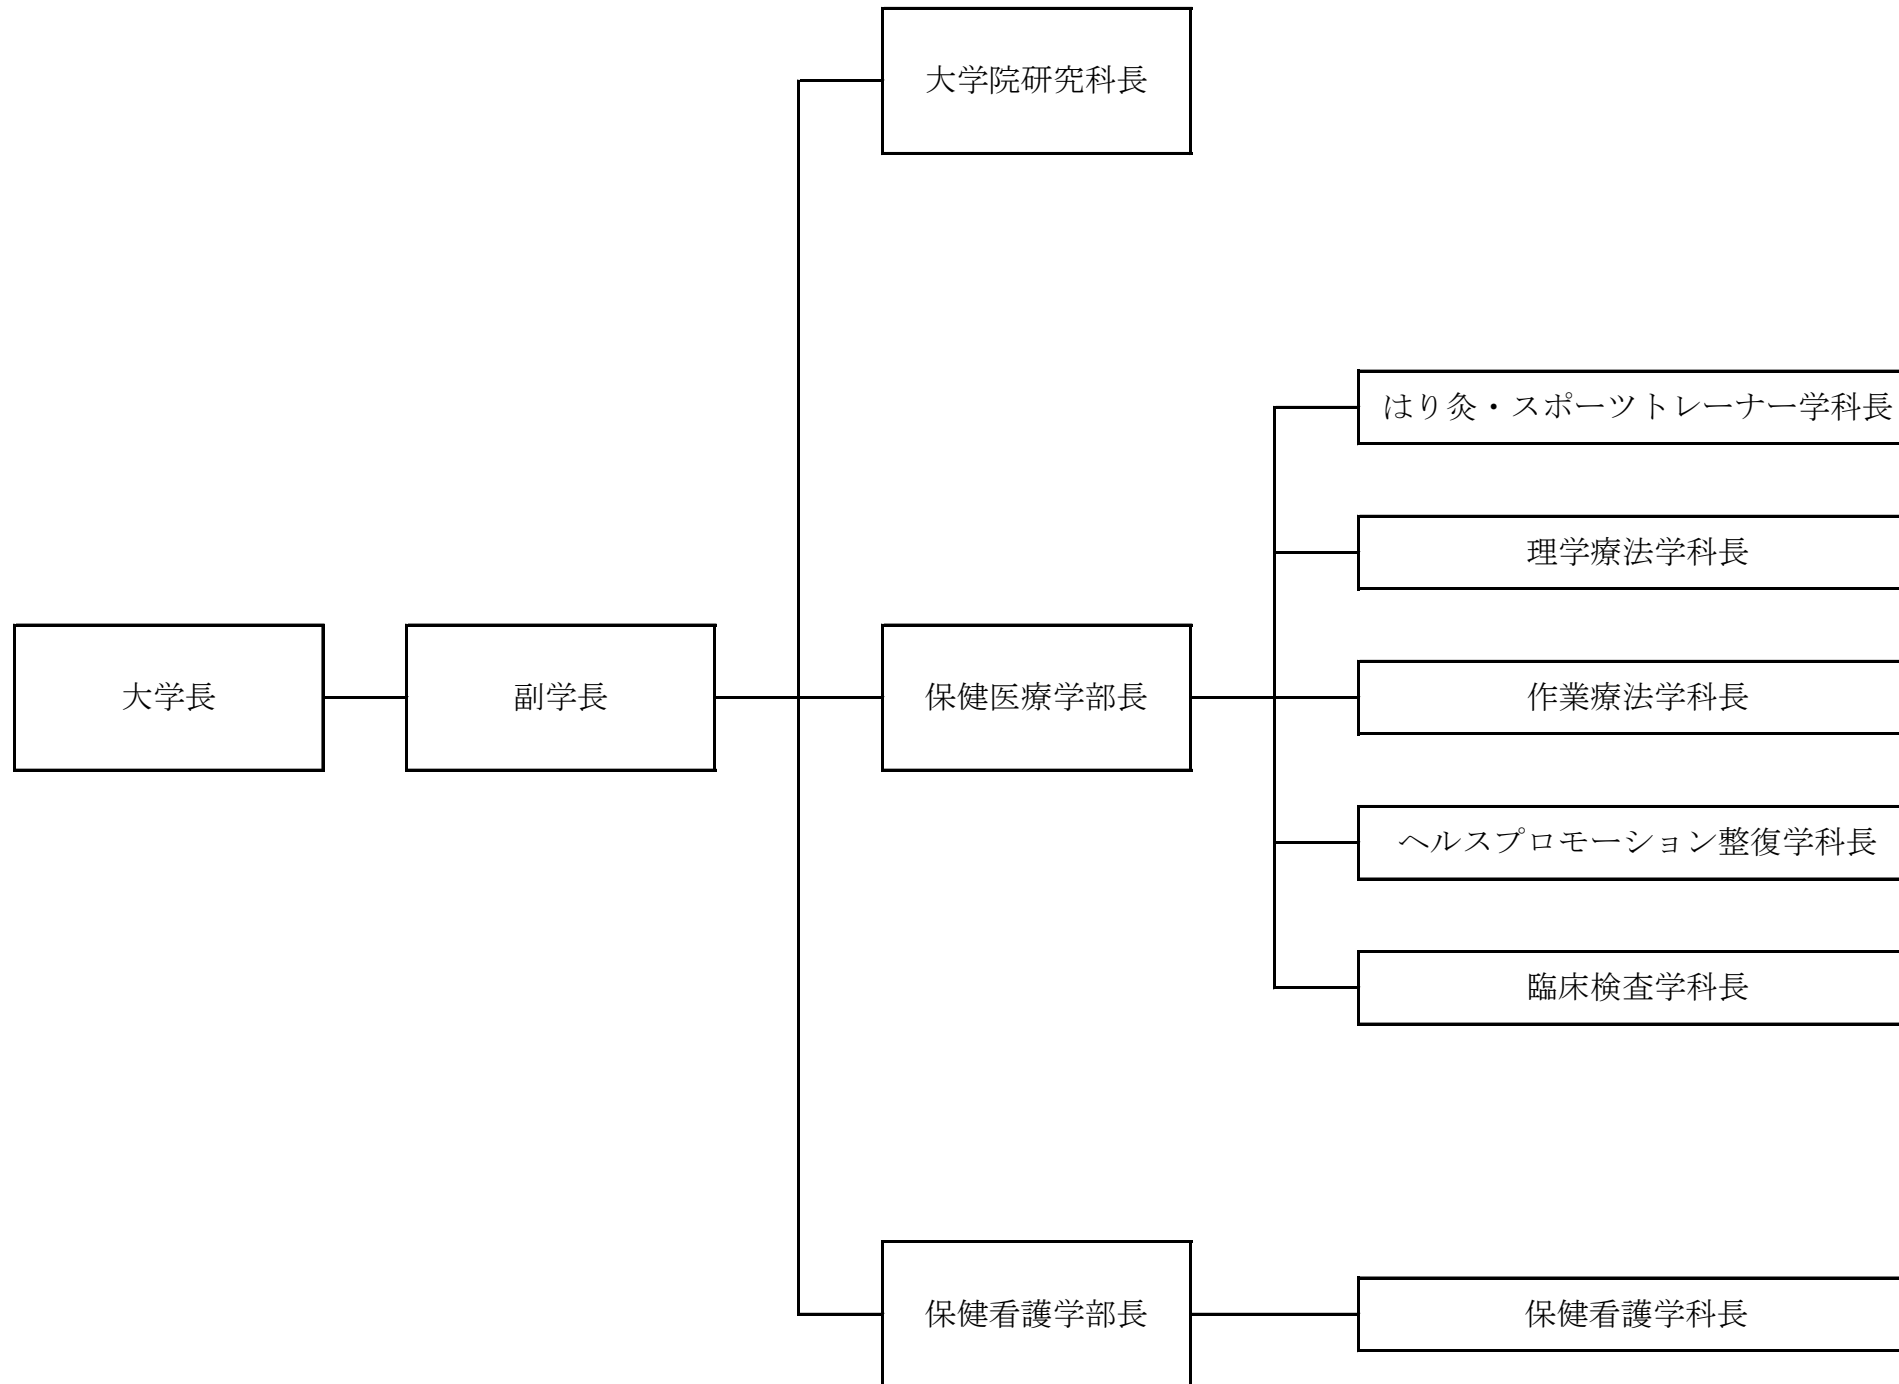 大学院研究科長
はり灸・スポーツトレーナー学科長
理学療法学科長
大学長
副学長
保健医療学部長
作業療法学科長
ヘルスプロモーション整復学科長
臨床検査学科長
保健看護学部長
保健看護学科長